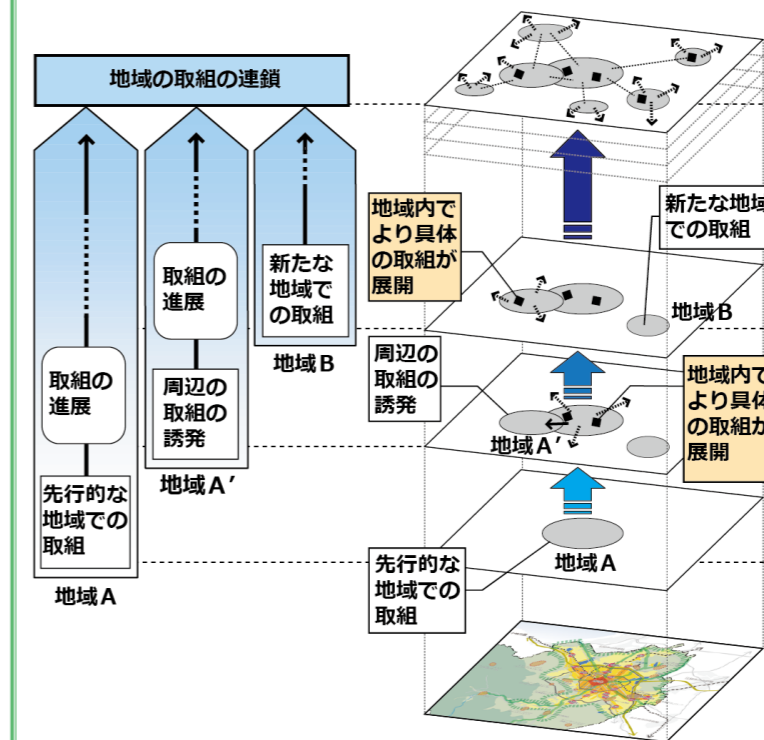 地域の取組の連鎖
取組の
進展
先行的な
地域での
取組
地域A
取組の
進展
周辺の
取組の
誘発
地域A′
新たな
地域で
の取組
地域B
地域内で
より具体
の取組が
展開
新たな地域
での取組
地域B
周辺の
取組の
誘発
地域A′
地域内で
より具体
の取組が
展開
先行的な
地域での
取組
地域A